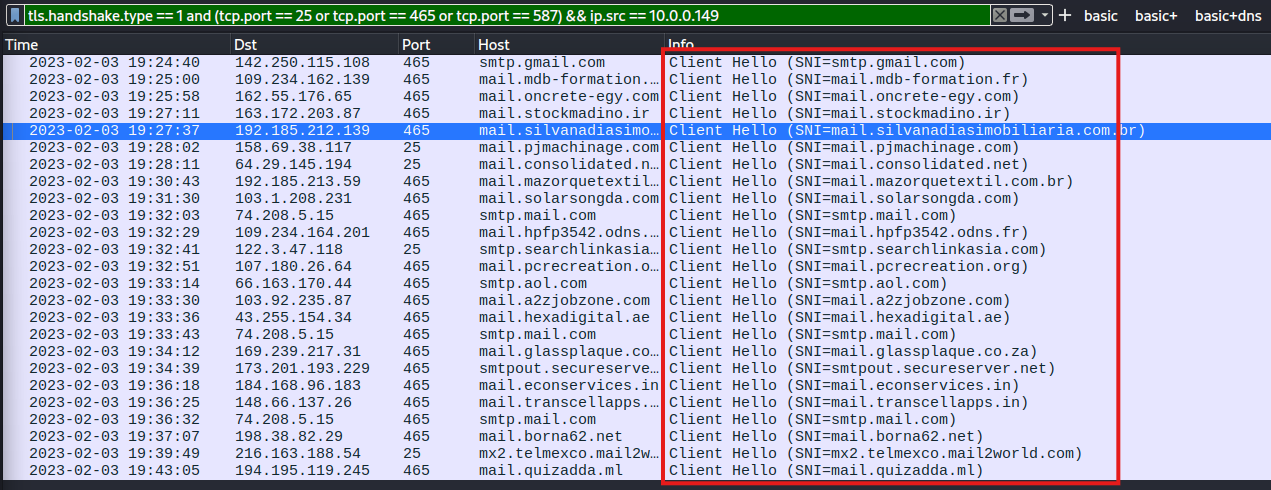 tls.handshake.type == 1 and (tcp.port == 25 or tcp.port == 465 or tcp.port == 587) && ip.src == 10.0.0.149 basic basic+ basic+dns
Time Dst Port Host Info
2023-02-03 19:24:40 142.250.115.108 465 smtp.gmail.com Client Hello (SNI=smtp.gmail.com)
2023-02-03 19:25:00 109.234.162.139 465 mail.mdb-formation.… Client Hello (SNI=mail.mdb-formation.fr)
2023-02-03 19:25:58 162.55.176.65 465 mail.oncrete-egy.com Client Hello (SNI=mail.oncrete-egy.com)
2023-02-03 19:27:11 163.172.203.87 465 mail.stockmadino.ir Client Hello (SNI=mail.stockmadino.ir)
2023-02-03 19:27:37 192.185.212.139 465 mail.silvanadiasimo… Client Hello (SNI=mail.silvanadiasimobiliaria.com.br)
2023-02-03 19:28:02 158.69.38.117 25 mail.pjmachinage.com Client Hello (SNI=mail.pjmachinage.com)
2023-02-03 19:28:11 64.29.145.194 25 mail.consolidated.n… Client Hello (SNI=mail.consolidated.net)
2023-02-03 19:30:43 192.185.213.59 465 mail.mazorquetextil… Client Hello (SNI=mail.mazorquetextil.com.br)
2023-02-03 19:31:30 103.1.208.231 465 mail.solarsongda.com Client Hello (SNI=mail.solarsongda.com)
2023-02-03 19:32:03 74.208.5.15 465 smtp.mail.com Client Hello (SNI=smtp.mail.com)
2023-02-03 19:32:29 109.234.164.201 465 mail.hpfp3542.odns.… Client Hello (SNI=mail.hpfp3542.odns.fr)
2023-02-03 19:32:41 122.3.47.118 25 smtp.searchlinkasia… Client Hello (SNI=smtp.searchlinkasia.com)
2023-02-03 19:32:51 107.180.26.64 465 mail.pcrecreation.o… Client Hello (SNI=mail.pcrecreation.org)
2023-02-03 19:33:14 66.163.170.44 465 smtp.aol.com Client Hello (SNI=smtp.aol.com)
2023-02-03 19:33:30 103.92.235.87 465 mail.a2zjobzone.com Client Hello (SNI=mail.a2zjobzone.com)
2023-02-03 19:33:36 43.255.154.34 465 mail.hexadigital.ae Client Hello (SNI=mail.hexadigital.ae)
2023-02-03 19:33:43 74.208.5.15 465 smtp.mail.com Client Hello (SNI=smtp.mail.com)
2023-02-03 19:34:12 169.239.217.31 465 mail.glassplaque.co… Client Hello (SNI=mail.glassplaque.co.za)
2023-02-03 19:34:39 173.201.193.229 465 smtpout.secureserve… Client Hello (SNI=smtpout.secureserver.net)
2023-02-03 19:36:18 184.168.96.183 465 mail.econservices.in Client Hello (SNI=mail.econservices.in)
2023-02-03 19:36:25 148.66.137.26 465 mail.transcellapps.… Client Hello (SNI=mail.transcellapps.in)
2023-02-03 19:36:32 74.208.5.15 465 smtp.mail.com Client Hello (SNI=smtp.mail.com)
2023-02-03 19:37:07 198.38.82.29 465 mail.borna62.net Client Hello (SNI=mail.borna62.net)
2023-02-03 19:39:49 216.163.188.54 25 mx2.telmexco.mail2w… Client Hello (SNI=mx2.telmexco.mail2world.com)
2023-02-03 19:43:05 194.195.119.245 465 mail.quizadda.ml Client Hello (SNI=mail.quizadda.ml)